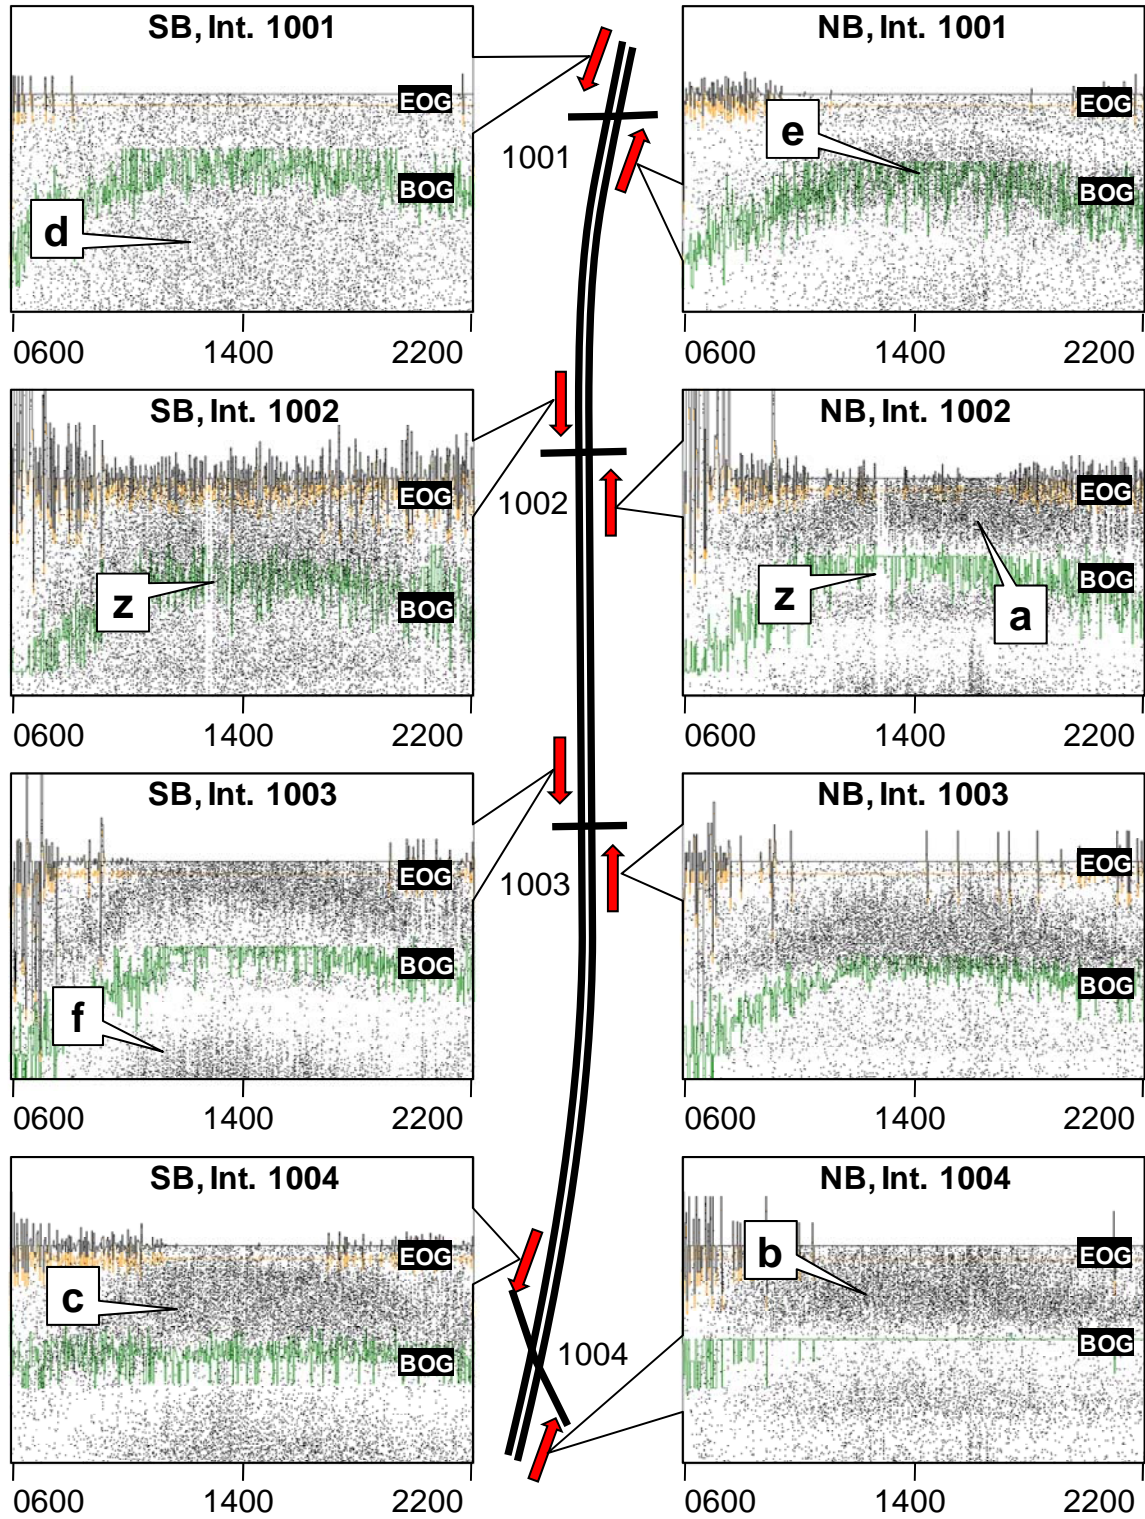 SB, Int. 1001
EOG
BOG
d
0600 1400 2200
NB, Int. 1001
EOG
e
BOG
0600 1400 2200
1001
SB, Int. 1002
EOG
z
BOG
0600 1400 2200
NB, Int. 1002
EOG
z
BOG
a
0600 1400 2200
1002
SB, Int. 1003
EOG
BOG
f
0600 1400 2200
NB, Int. 1003
EOG
BOG
0600 1400 2200
1003
SB, Int. 1004
EOG
c
BOG
0600 1400 2200
NB, Int. 1004
b
EOG
BOG
0600 1400 2200
1004